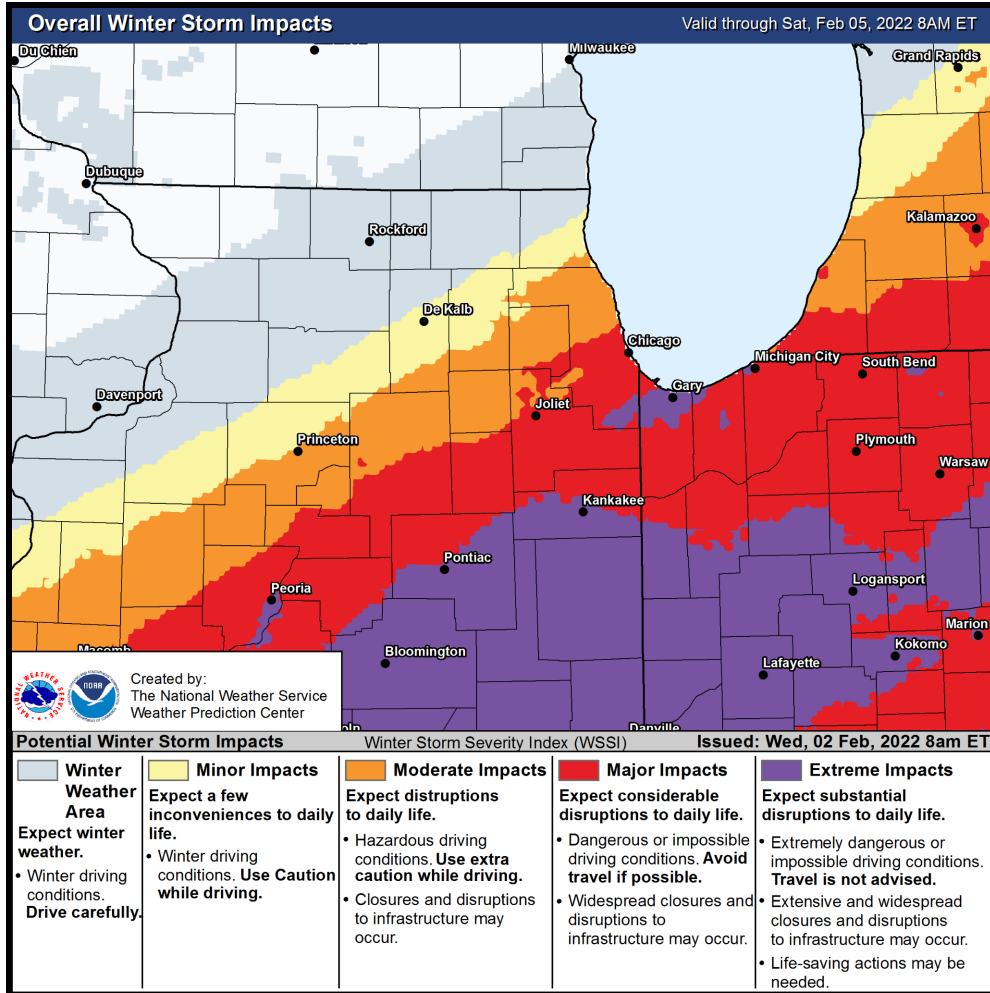 Overall Winter Storm Impacts
Valid through Sat, Feb 05, 2022 8AM ET
Du Chien
Milwaukee
Grand Rapids
Dubuque
Rockford
Kalamazoo
De Kalb
Chicago
Michigan City
South Bend
Davenport
Gary
Joliet
Princeton
Plymouth
Warsaw
Kankakee
Pontiac
Peoria
Logansport
Marion
Macomb
Bloomington
Kokomo
Lafayette
Danville
NATIONAL WEATHER SERVICE
NOAA
Created by:
The National Weather Service
Weather Prediction Center
Potential Winter Storm Impacts
Winter Storm Severity Index (WSSI)
Issued: Wed, 02 Feb, 2022 8am ET
Winter
Weather
Area
Expect winter
weather.
• Winter driving
conditions.
Drive carefully.
Minor Impacts
Expect a few
inconveniences to daily
life.
• Winter driving
conditions. Use Caution
while driving.
Moderate Impacts
Expect distruptions
to daily life.
• Hazardous driving
conditions. Use extra
caution while driving.
• Closures and disruptions
to infrastructure may
occur.
Major Impacts
Expect considerable
disruptions to daily life.
• Dangerous or impossible
driving conditions. Avoid
travel if possible.
• Widespread closures and
disruptions to
infrastructure may occur.
Extreme Impacts
Expect substantial
disruptions to daily life.
• Extremely dangerous or
impossible driving conditions.
Travel is not advised.
• Extensive and widespread
closures and disruptions
to infrastructure may occur.
• Life-saving actions may be
needed.